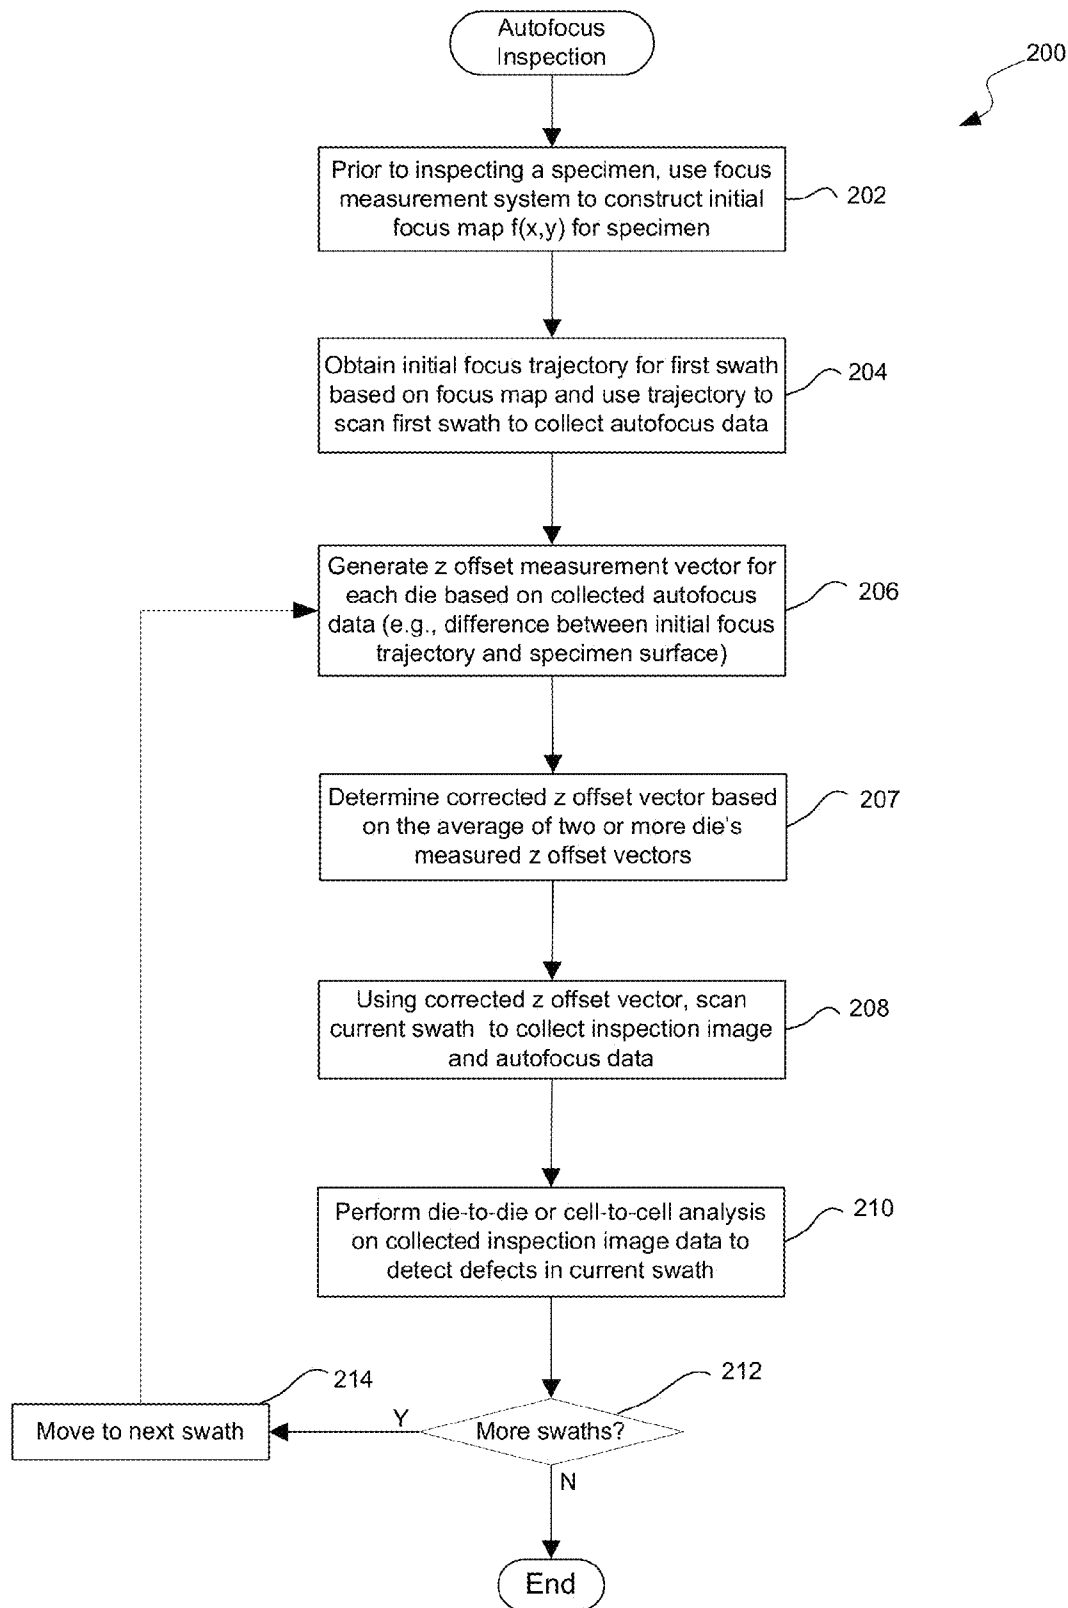 Autofocus
Inspection
200
Prior to inspecting a specimen, use focus
measurement system to construct initial
focus map f(x,y) for specimen
202
Obtain initial focus trajectory for first swath
based on focus map and use trajectory to
scan first swath to collect autofocus data
204
Generate z offset measurement vector for
each die based on collected autofocus
data (e.g., difference between initial focus
trajectory and specimen surface)
206
Determine corrected z offset vector based
on the average of two or more die's
measured z offset vectors
207
Using corrected z offset vector, scan
current swath to collect inspection image
and autofocus data
208
Perform die-to-die or cell-to-cell analysis
on collected inspection image data to
detect defects in current swath
210
214
212
Move to next swath
Y
More swaths?
N
End